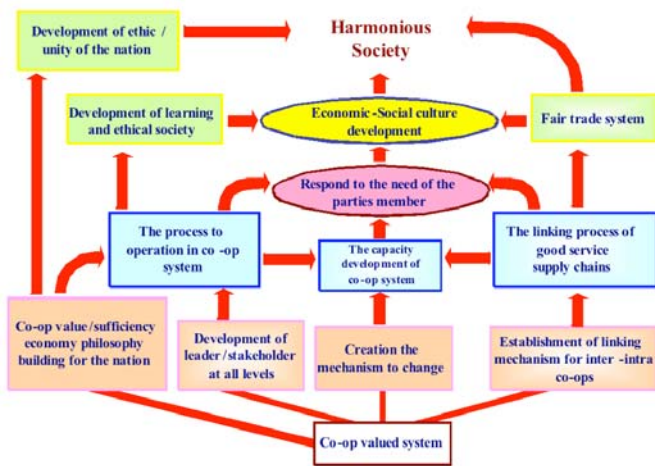 Development of ethic /
unity of the nation
Harmonious
Society
Development of learning
and ethical society
Economic -Social culture
development
Fair trade system
Respond to the need of the
parties member
The process to
operation in co -op
system
The capacity
development of
co-op system
The linking process of
good service
supply chains
Co-op value/sufficiency
economy philosophy
building for the nation
Development of
leader/stakeholder
at all levels
Creation the
mechanism to change
Establishment of linking
mechanism for inter -intra
co-ops
Co-op valued system